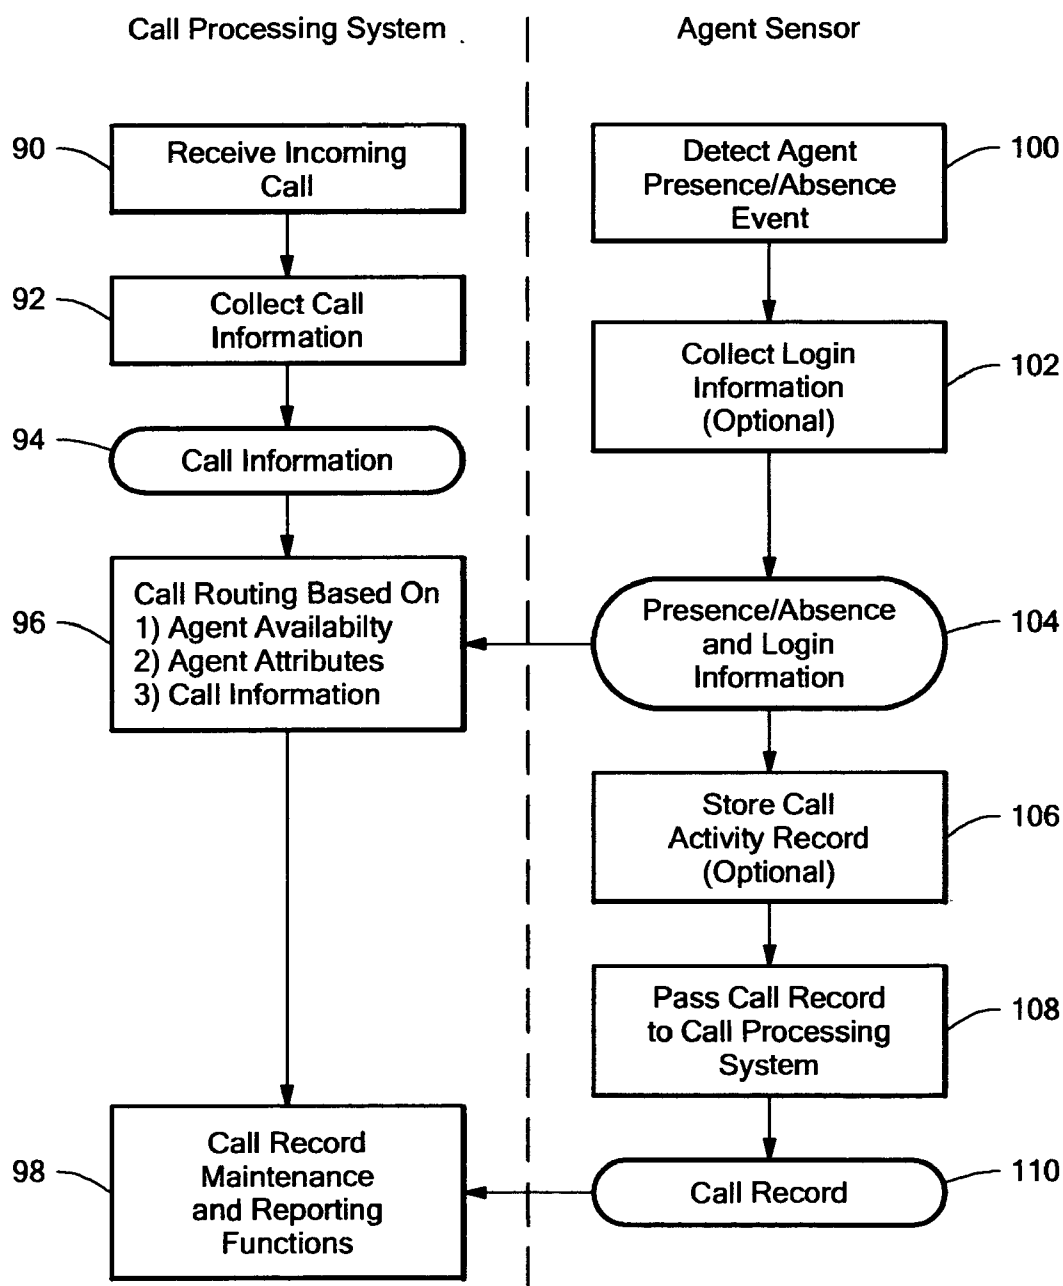 Call Processing System
Agent Sensor
90
Receive Incoming
Call
92
Collect Call
Information
94
Call Information
96
Call Routing Based On
1) Agent Availabilty
2) Agent Attributes
3) Call Information
98
Call Record
Maintenance
and Reporting
Functions
100
Detect Agent
Presence/Absence
Event
102
Collect Login
Information
(Optional)
104
Presence/Absence
and Login
Information
106
Store Call
Activity Record
(Optional)
108
Pass Call Record
to Call Processing
System
110
Call Record